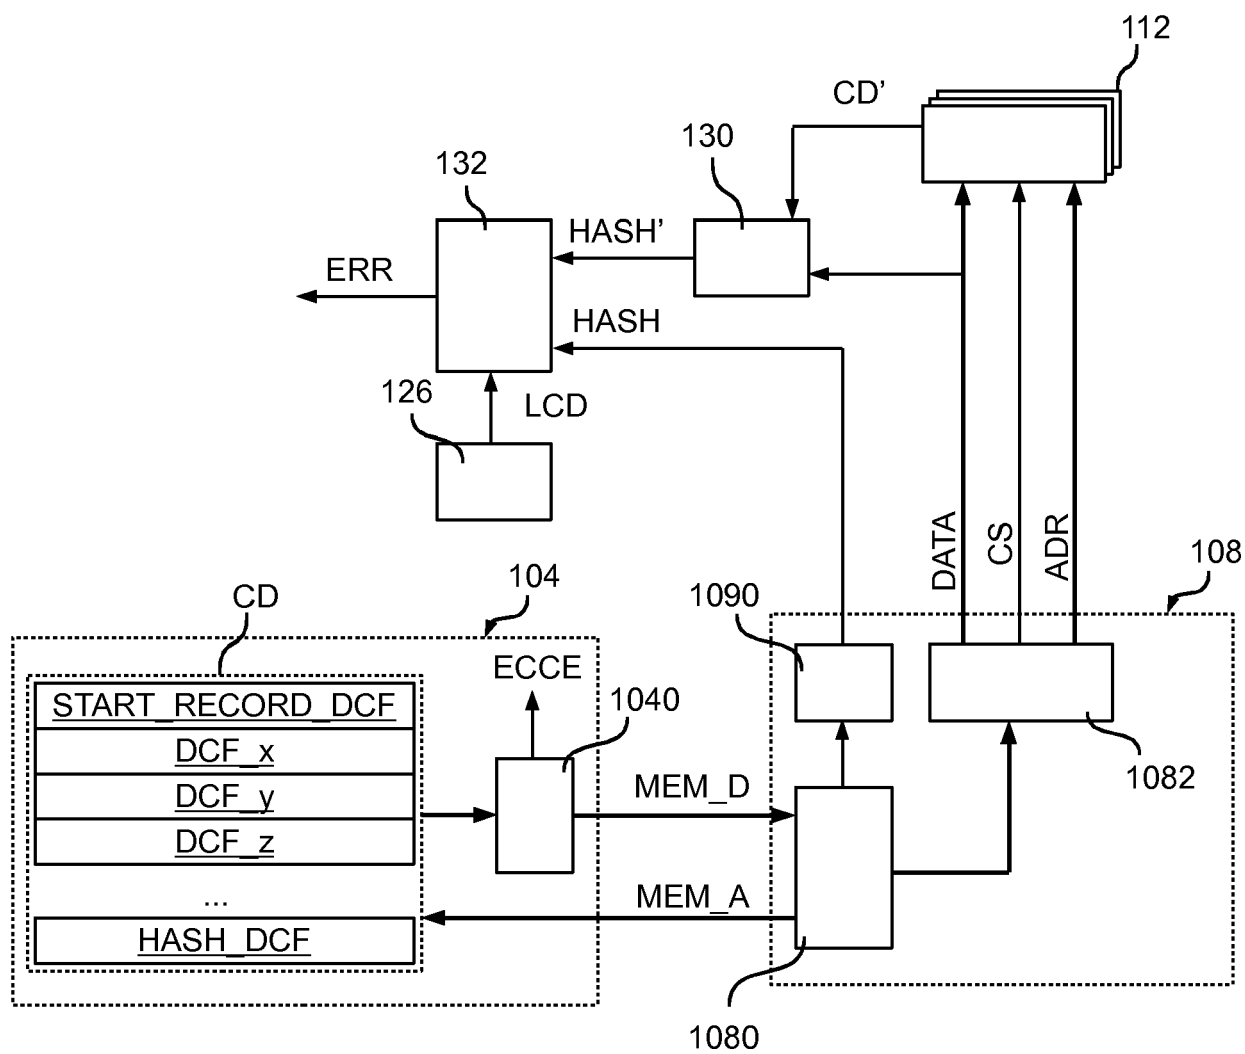 112
CD’
130
132
HASH’
ERR
HASH
126
LCD
DATA
CS
ADR
108
104
1090
CD
ECCE
1040
START_RECORD_DCF
DCF_x
1082
MEM_D
DCF_y
DCF_z
MEM_A
...
HASH_DCF
1080